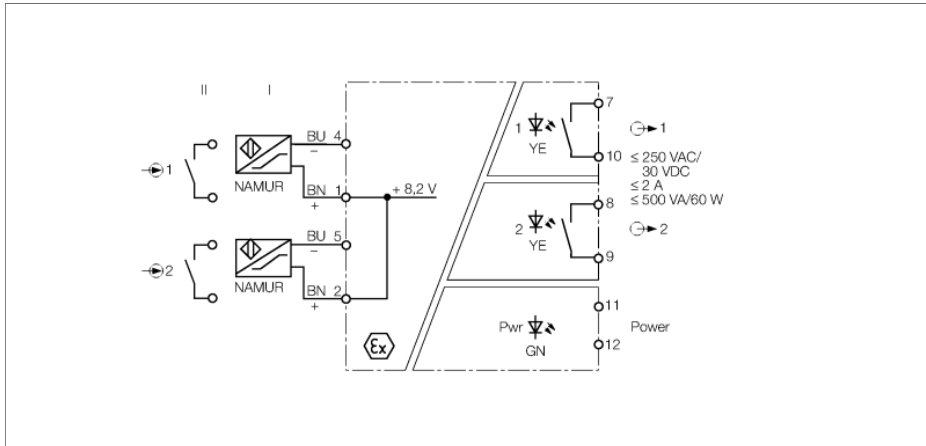 II I
BU 4
−
1
NAMUR
BN 1
+
+ 8,2 V
BU 5
−
2
NAMUR
BN 2
+
Ex
7
1
YE
1
10
≤ 250 VAC/
30 VDC
≤ 2 A
≤ 500 VA/60 W
8
2
YE
2
9
11
Pwr
GN
Power
12